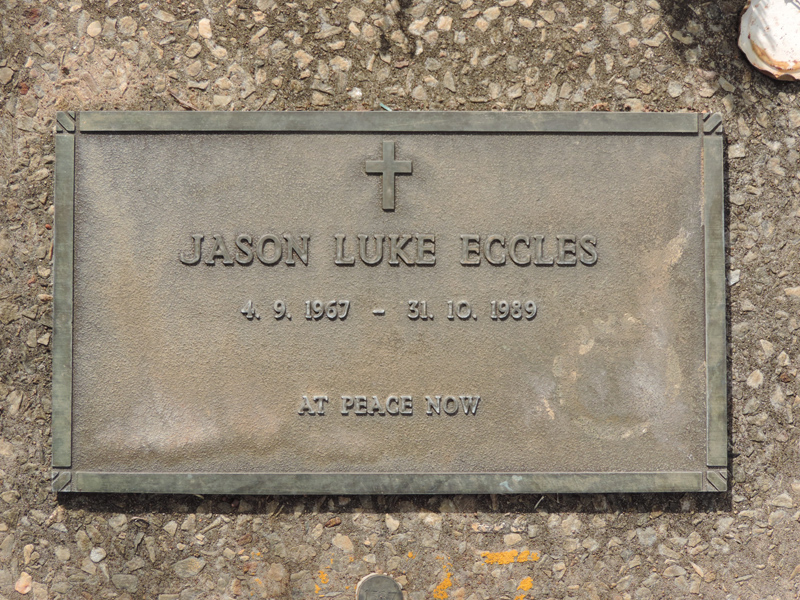 JASON LUKE ECCLES
4. 9. 1967 - 31. 10. 1989
AT PEACE NOW